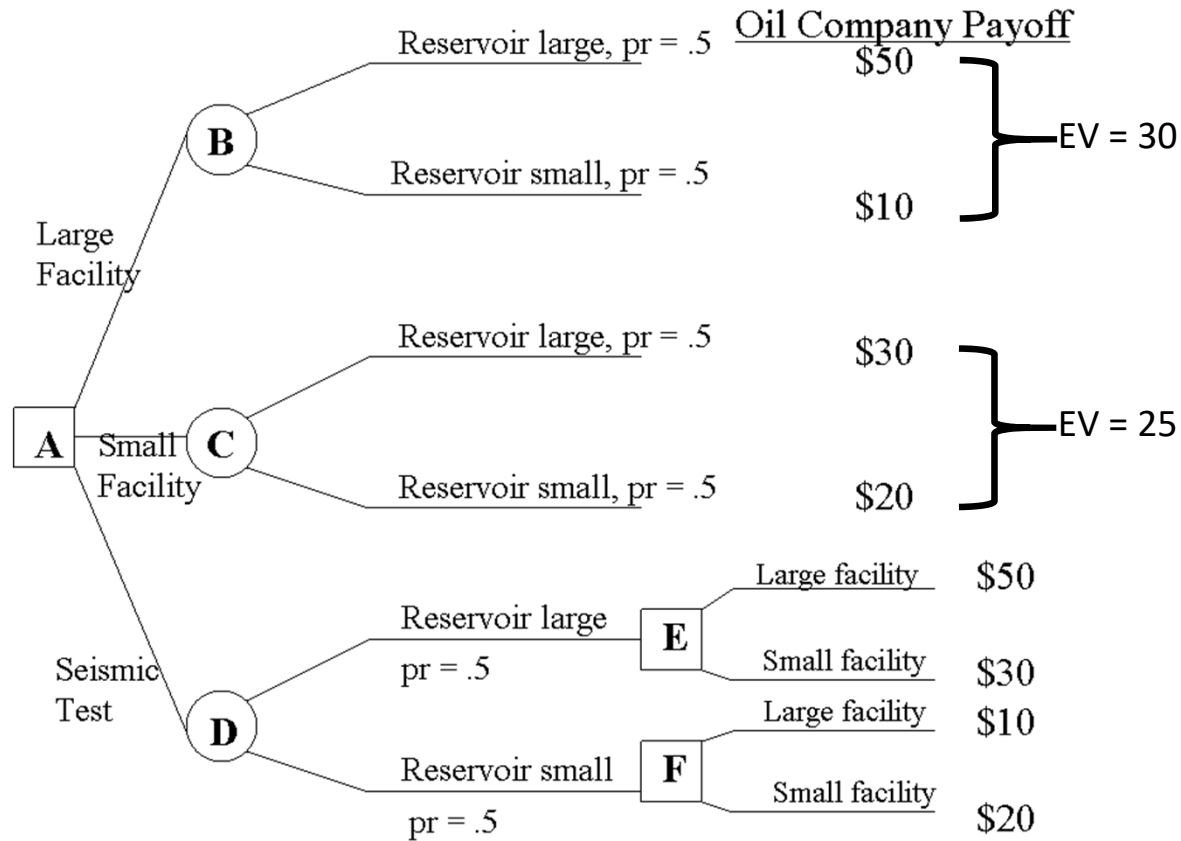 Oil Company Payoff
Reservoir large, pr = .5
$50
B
EV = 30
Reservoir small, pr = .5
$10
Large
Facility
Reservoir large, pr = .5
$30
A
Small
Facility
C
EV = 25
Reservoir small, pr = .5
$20
Large facility
$50
Reservoir large
pr = .5
E
Small facility
$30
Seismic
Test
D
Large facility
$10
Reservoir small
pr = .5
F
Small facility
$20